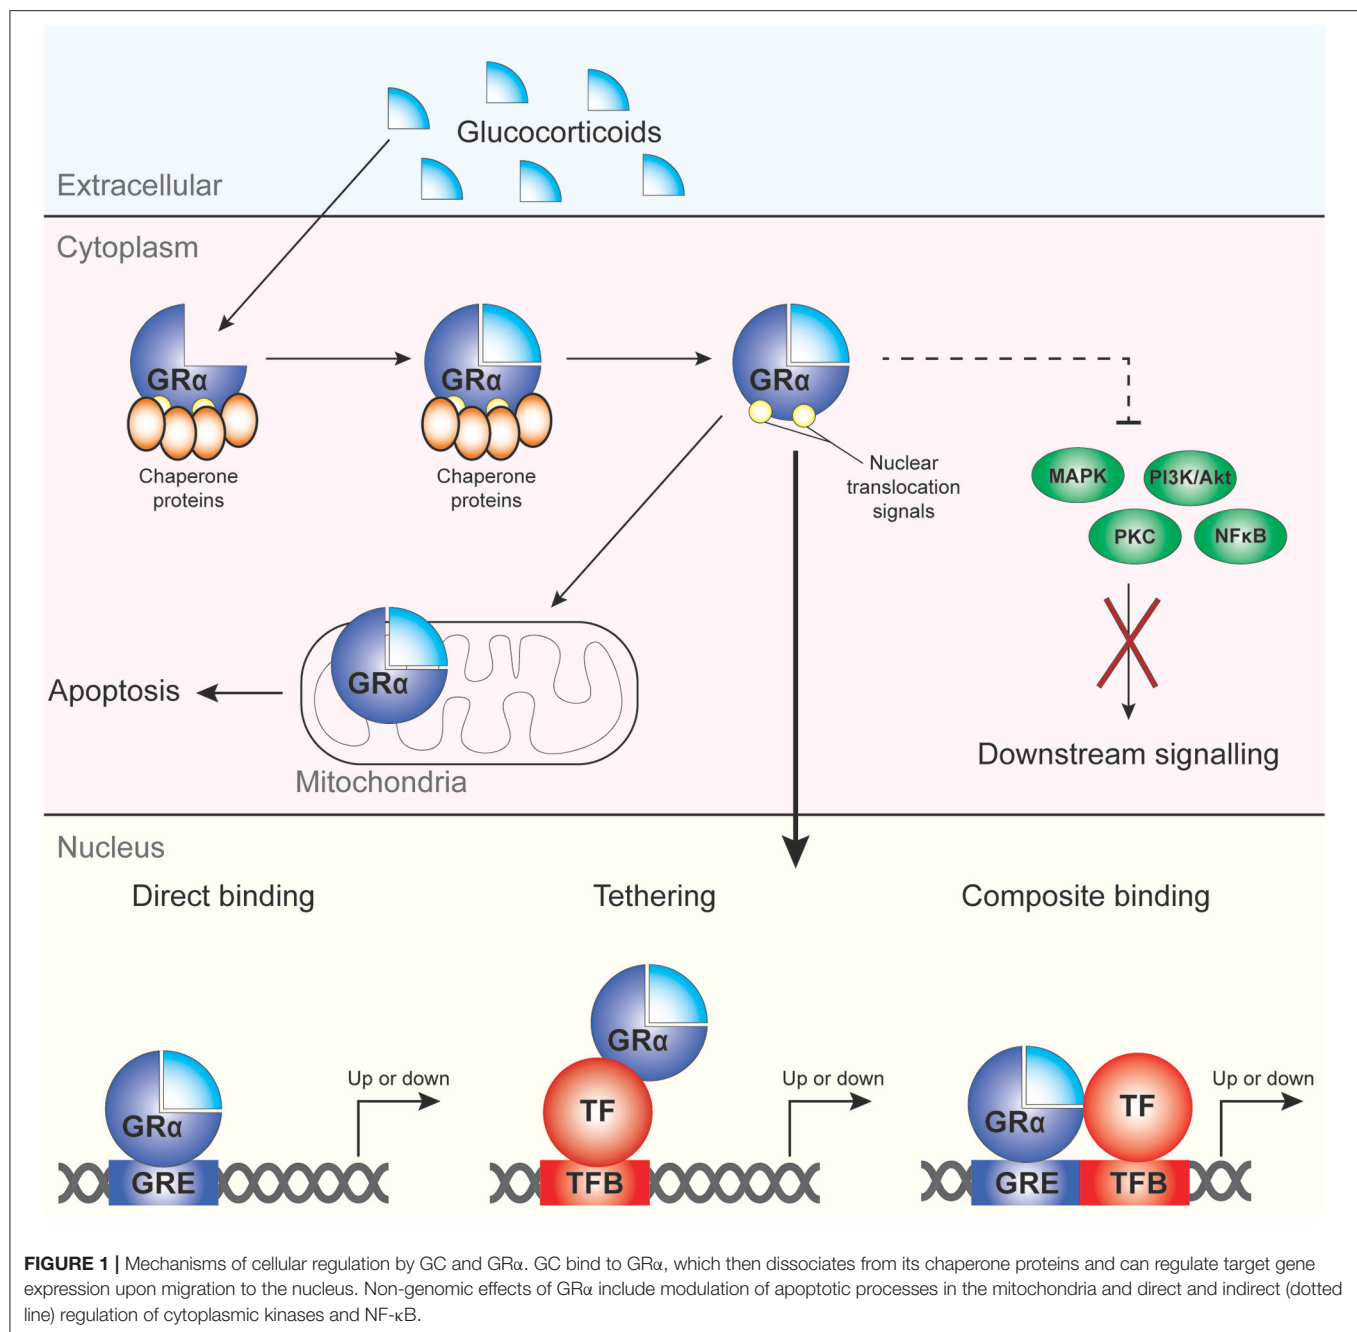 Glucocorticoids
Extracellular
Cytoplasm
GRα
GRα
GRα
Chaperone
proteins
Chaperone
proteins
Nuclear
translocation
signals
MAPK
PI3K/Akt
PKC
NFκB
GRα
Apoptosis
Mitochondria
Downstream signalling
Nucleus
Direct binding
Tethering
Composite binding
GRα
GRE
Up or down
GRα
TF
TFB
Up or down
GRα
TF
GRE
TFB
Up or down
FIGURE 1 | Mechanisms of cellular regulation by GC and GRα. GC bind to GRα, which then dissociates from its chaperone proteins and can regulate target gene
expression upon migration to the nucleus. Non-genomic effects of GRα include modulation of apoptotic processes in the mitochondria and direct and indirect (dotted
line) regulation of cytoplasmic kinases and NF-κB.